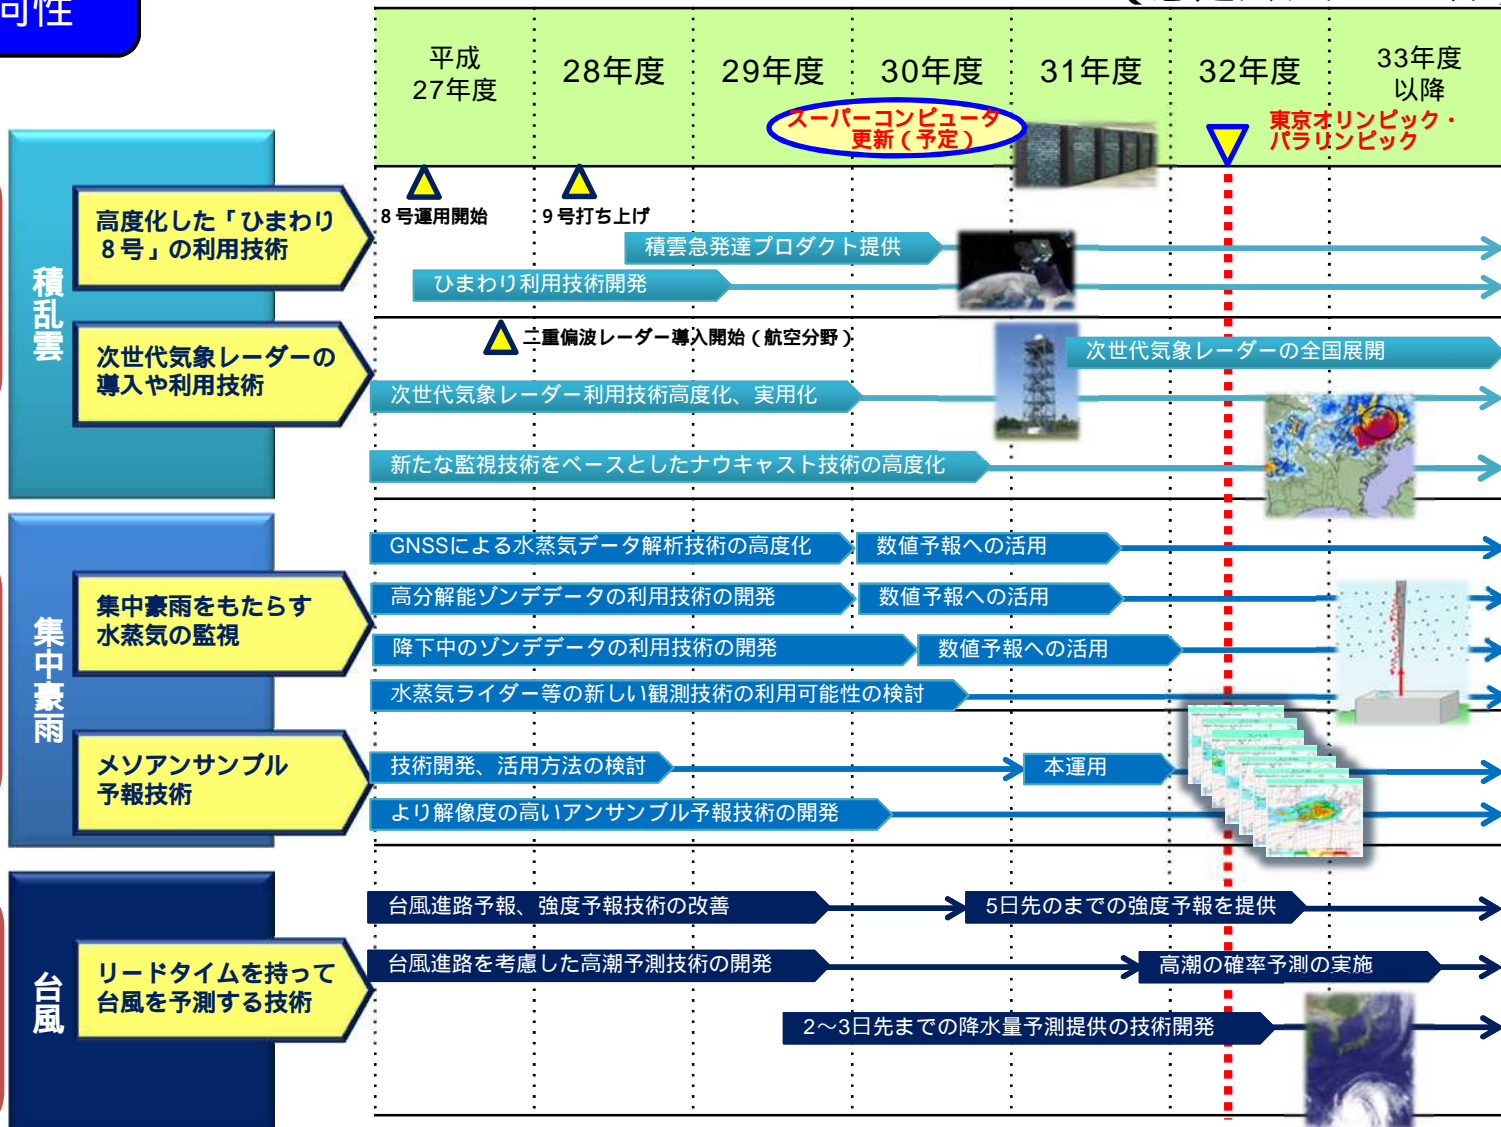 向性
平成
27年度
28年度
29年度
30年度
31年度
32年度
33年度
以降
スーパーコンピュータ
更新（予定）
東京オリンピック・
パラリンピック
積乱雲
高度化した「ひまわり
８号」の利用技術
８号運用開始
９号打ち上げ
積雲急発達プロダクト提供
ひまわり利用技術開発
次世代気象レーダーの
導入や利用技術
二重偏波レーダー導入開始（航空分野）
次世代気象レーダーの全国展開
次世代気象レーダー利用技術高度化、実用化
新たな監視技術をベースとしたナウキャスト技術の高度化
集中豪雨
集中豪雨をもたらす
水蒸気の監視
GNSSによる水蒸気データ解析技術の高度化
数値予報への活用
高分解能ゾンデデータの利用技術の開発
数値予報への活用
降下中のゾンデデータの利用技術の開発
数値予報への活用
水蒸気ライダー等の新しい観測技術の利用可能性の検討
メソアンサンブル
予報技術
技術開発、活用方法の検討
本運用
より解像度の高いアンサンブル予報技術の開発
台風
リードタイムを持って
台風を予測する技術
台風進路予報、強度予報技術の改善
5日先のまでの強度予報を提供
台風進路を考慮した高潮予測技術の開発
高潮の確率予測の実施
2～3日先までの降水量予測提供の技術開発